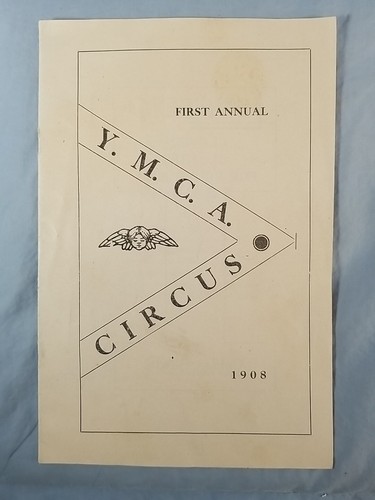 FIRST ANNUAL
Y. M. C. A.
CIRCUS
1908